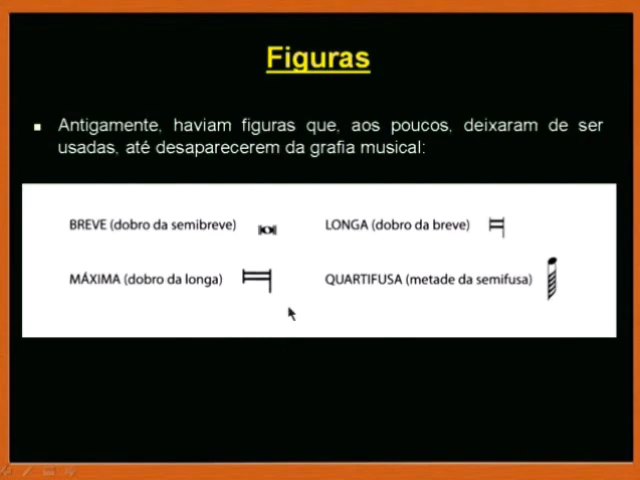 Figuras
Antigamente, haviam figuras que, aos poucos, deixaram de ser
usadas, até desaparecerem da grafia musical:
BREVE (dobro da semibreve)
LONGA (dobro da breve)
MÁXIMA (dobro da longa)
QUARTIFUSA (metade da semifusa)